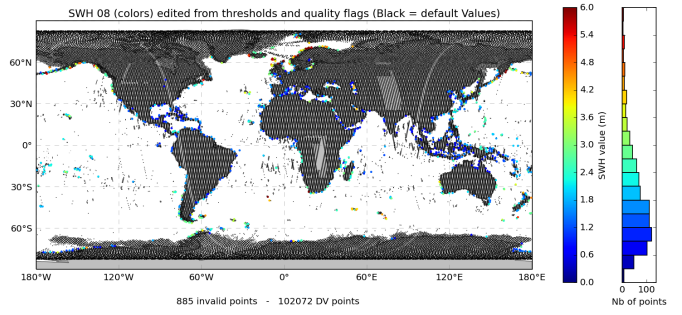 SWH 08 (colors) edited from thresholds and quality flags (Black = default Values)
60°N
30°N
0°
30°S
60°S
180°W
120°W
60°W
0°
60°E
120°E
180°E
885 invalid points - 102072 DV points
6.0
5.4
4.8
4.2
3.6
3.0
2.4
1.8
1.2
0.6
0.0
SWH value (m)
0
100
Nb of points